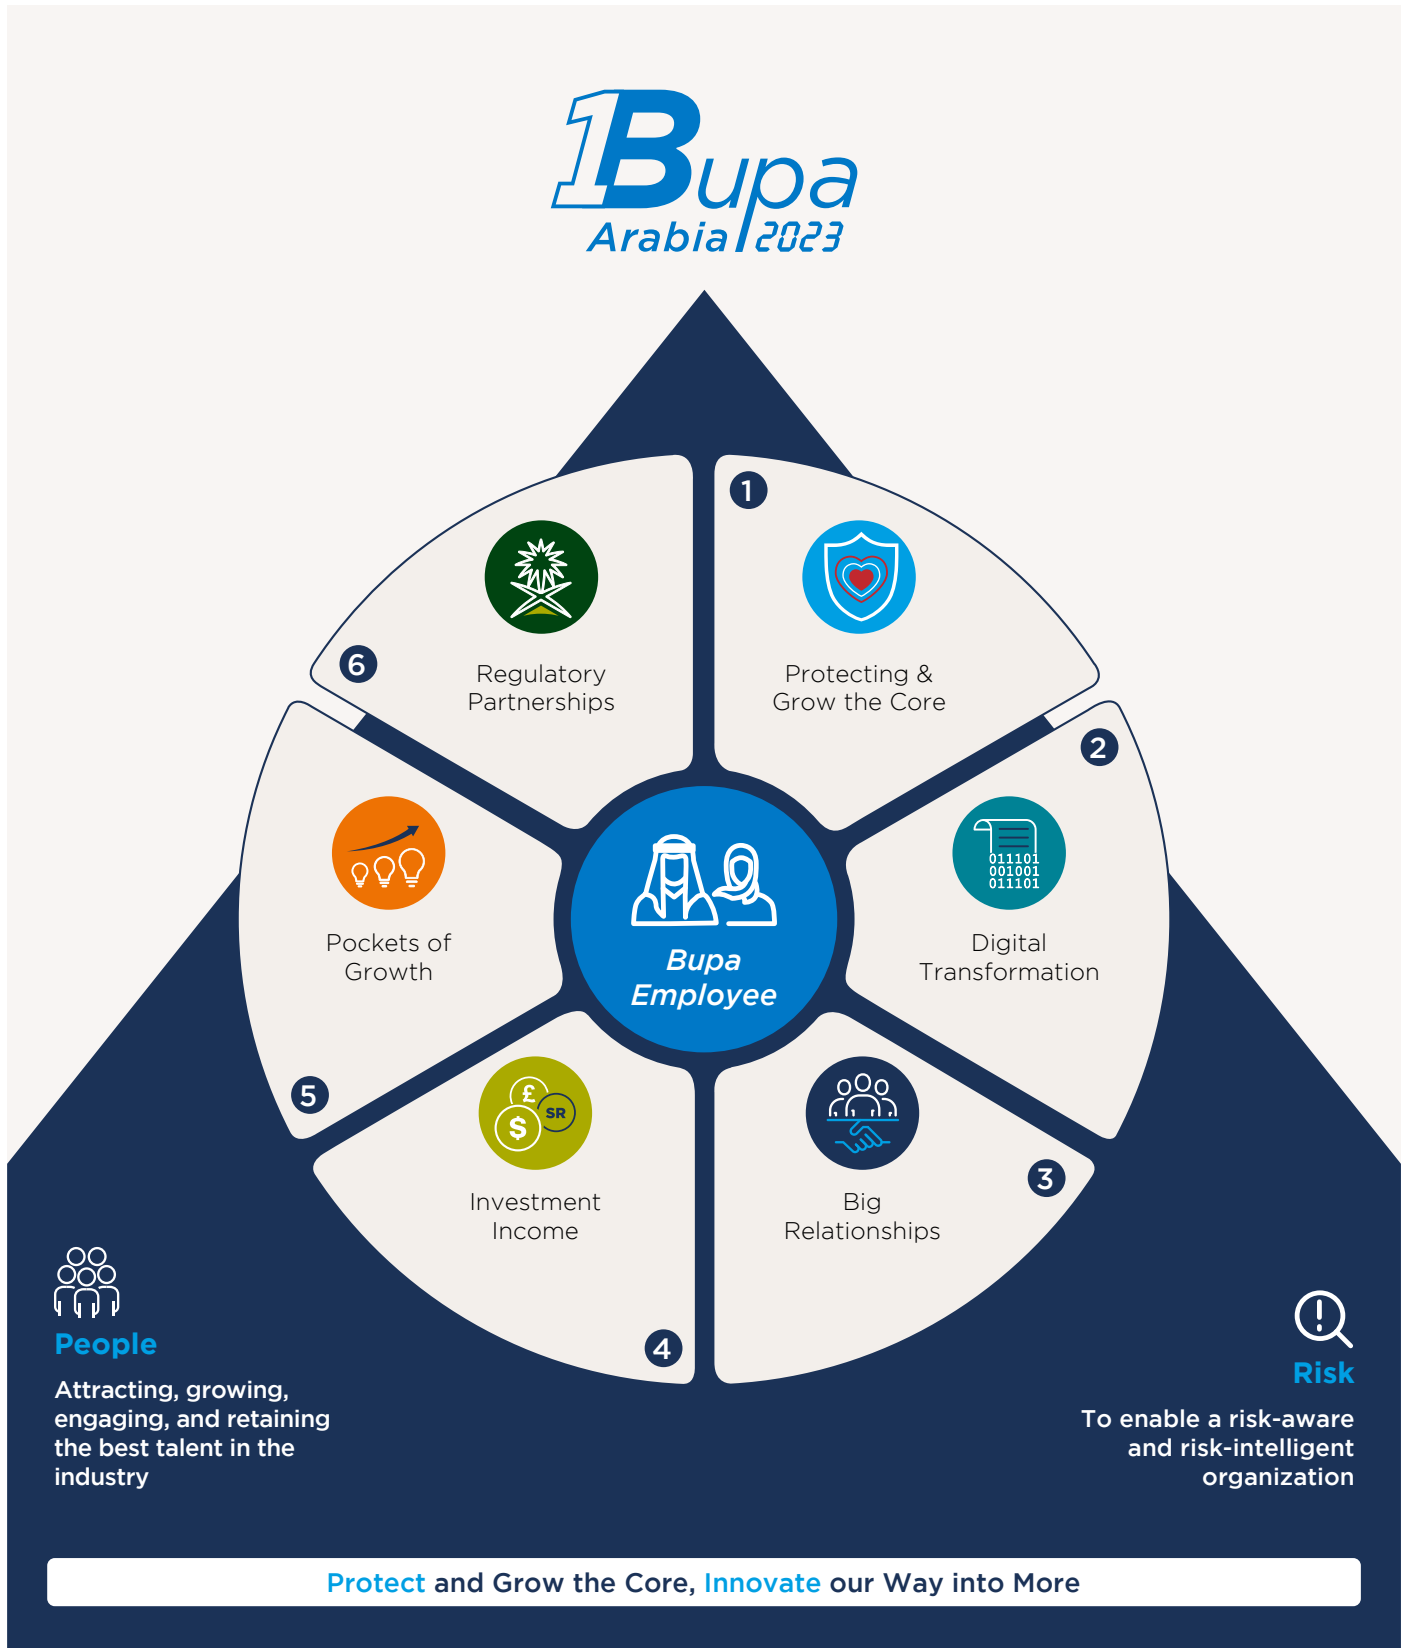 1Bupa
Arabia 2023
1
Protecting &
Grow the Core
2
Digital
Transformation
011101
001001
011101
3
Big
Relationships
4
Investment
Income
£
$
SR
5
Pockets of
Growth
6
Regulatory
Partnerships
Bupa
Employee
People
Attracting, growing,
engaging, and retaining
the best talent in the
industry
Risk
To enable a risk-aware
and risk-intelligent
organization
Protect and Grow the Core, Innovate our Way into More